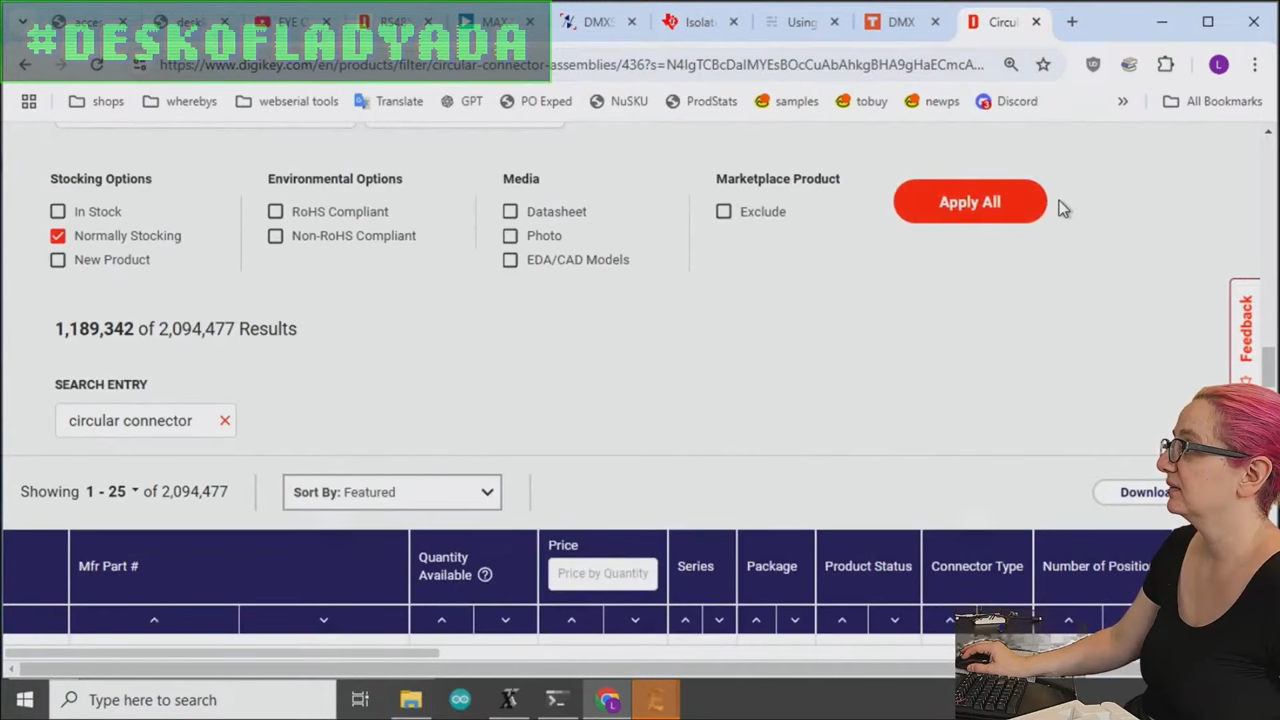 #DESKOFLADYADA
DMX
Isolat
Using
DMX
Circul
https://www.digikey.com/en/products/filter/circular-connector-assemblies/436?s=N4IgTCBcDaIMYEsBOcCuAbAhkgBHA9gHaECmcA...
L
shops
wherebys
webserial tools
Translate
GPT
PO Exped
NuSKU
ProdStats
samples
tobuy
newps
Discord
All Bookmarks
Stocking Options
Environmental Options
Media
Marketplace Product
Apply All
In Stock
RoHS Compliant
Datasheet
Exclude
Normally Stocking
Non-RoHS Compliant
Photo
New Product
EDA/CAD Models
Feedback
1,189,342 of 2,094,477 Results
SEARCH ENTRY
circular connector
Showing 1 - 25 of 2,094,477
Sort By: Featured
Downloa
Mfr Part #
Quantity Available
Price
Price by Quantity
Series
Package
Product Status
Connector Type
Number of Positio
Type here to search